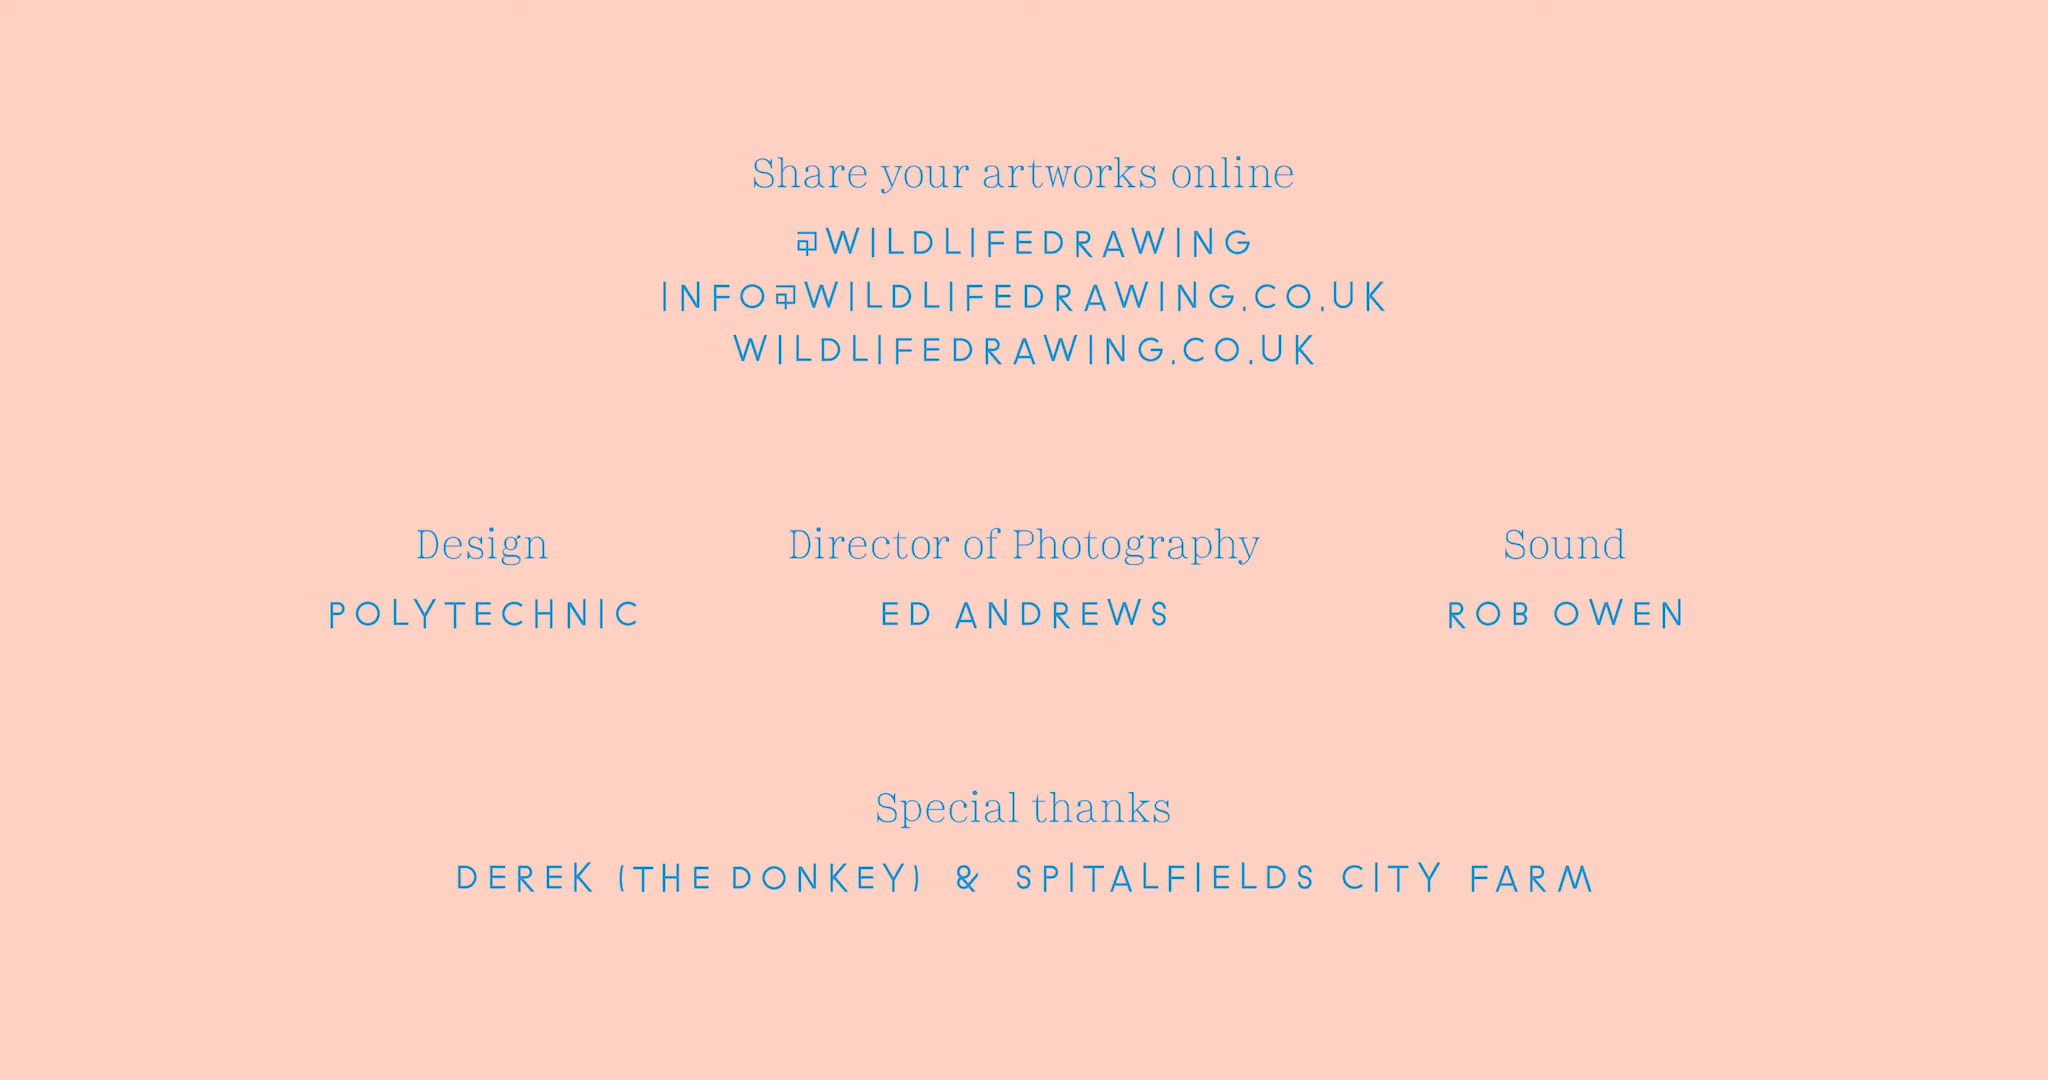 Share your artworks online
@WILDLIFEDRAWING
INFO@WILDLIFEDRAWING.CO.UK
WILDLIFEDRAWING.CO.UK
Design
POLYTECHNIC
Director of Photography
ED ANDREWS
Sound
ROB OWEN
Special thanks
DEREK (THE DONKEY) & SPITALFIELDS CITY FARM